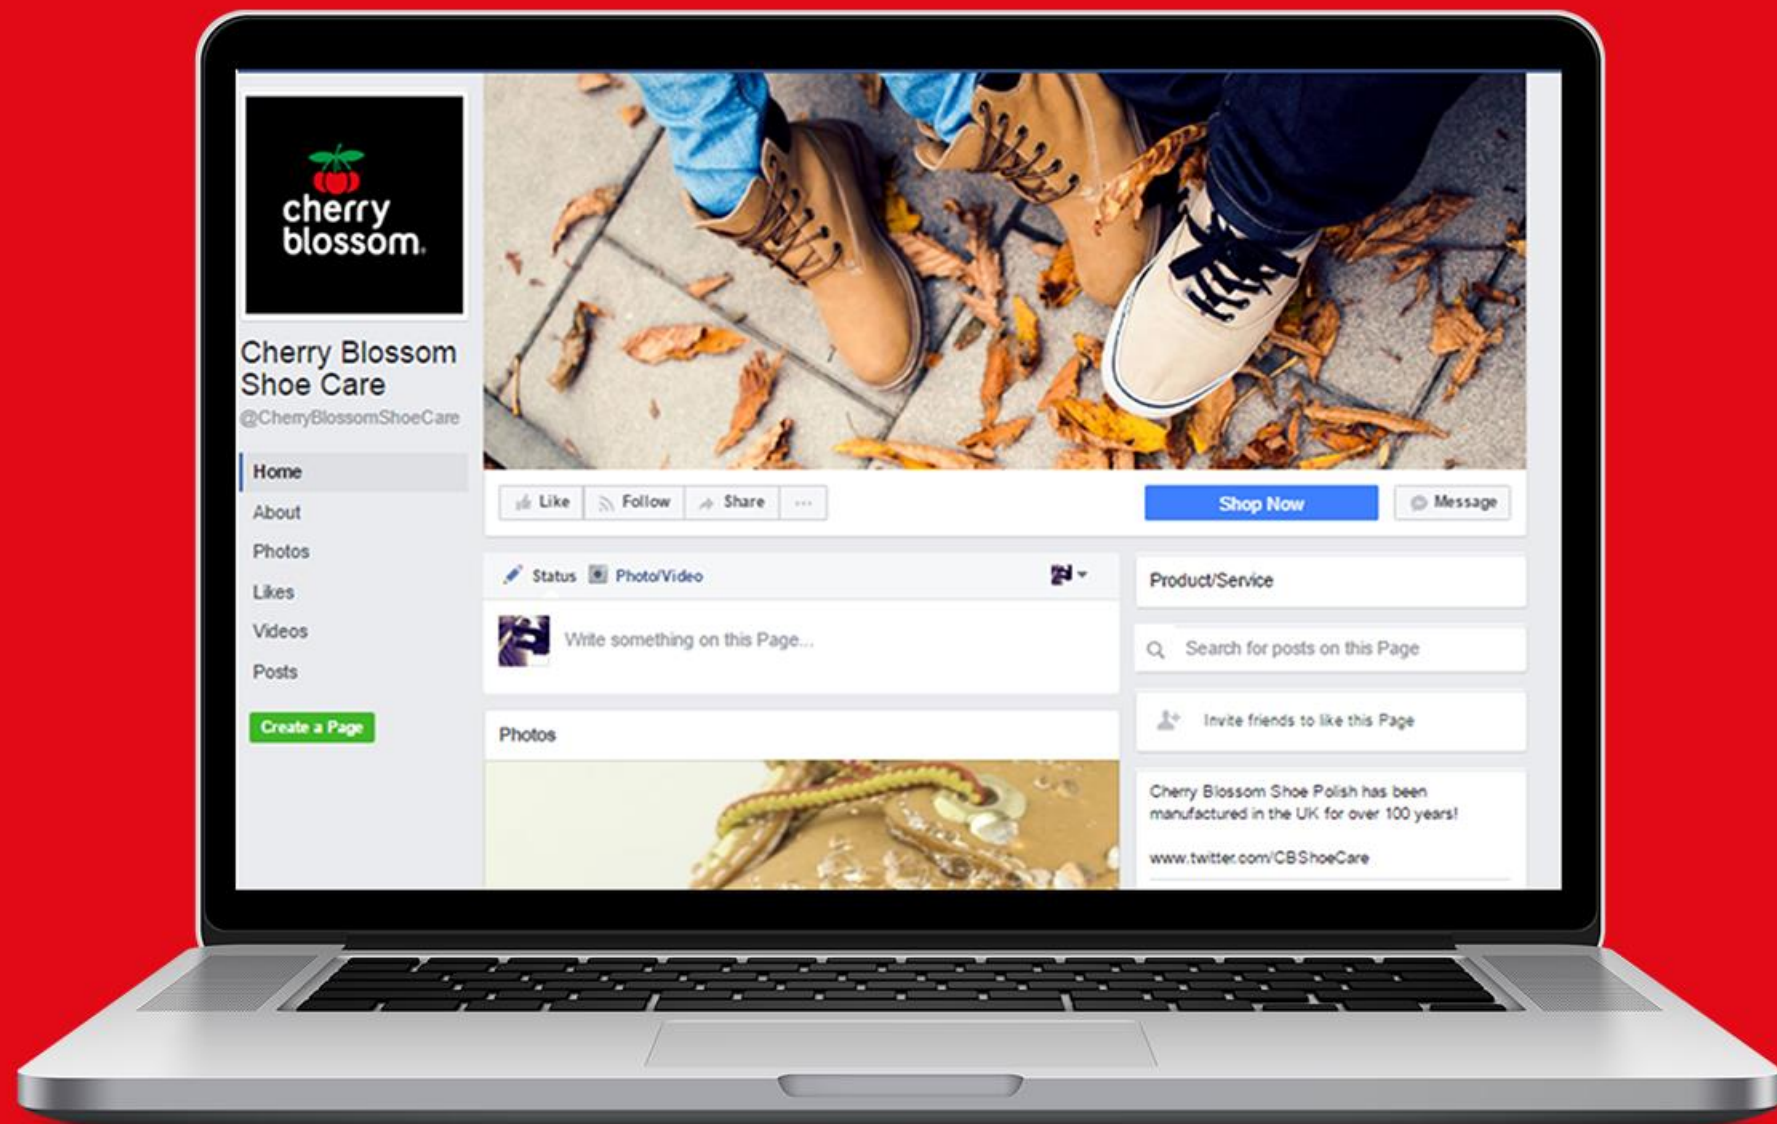 cherry
blossom®
Cherry Blossom
Shoe Care
@CherryBlossomShoeCare
Home
About
Photos
Likes
Videos
Posts
Create a Page
Like Follow Share ...
Shop Now Message
Status Photo/Video
Write something on this Page...
Photos
Product/Service
Search for posts on this Page
Invite friends to like this Page
Cherry Blossom Shoe Polish has been
manufactured in the UK for over 100 years!
www.twitter.com/CBShoeCare